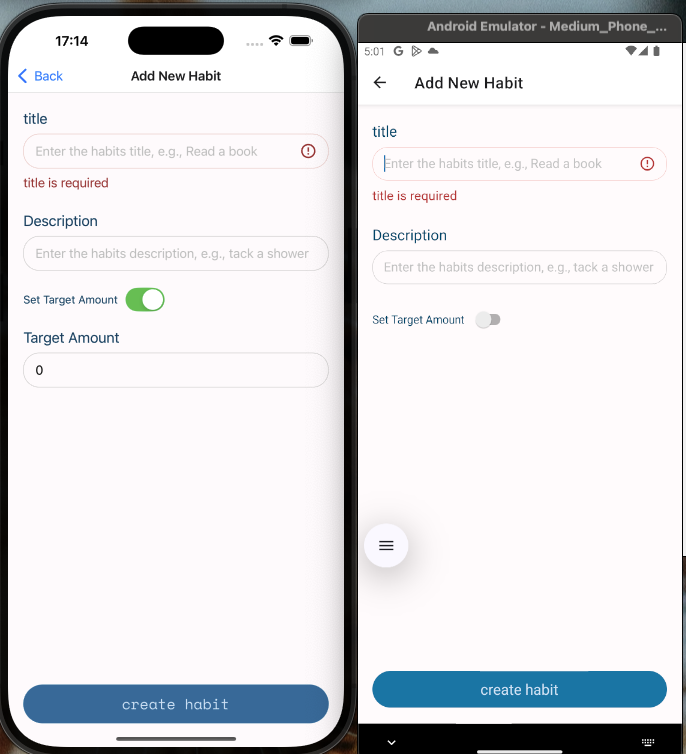 17:14
Back
Add New Habit
title
Enter the habits title, e.g., Read a book
title is required
Description
Enter the habits description, e.g., tack a shower
Set Target Amount
Target Amount
0
create habit
Android Emulator - Medium_Phone_...
5:01 G
Add New Habit
title
Enter the habits title, e.g., Read a book
title is required
Description
Enter the habits description, e.g., tack a shower
Set Target Amount
create habit